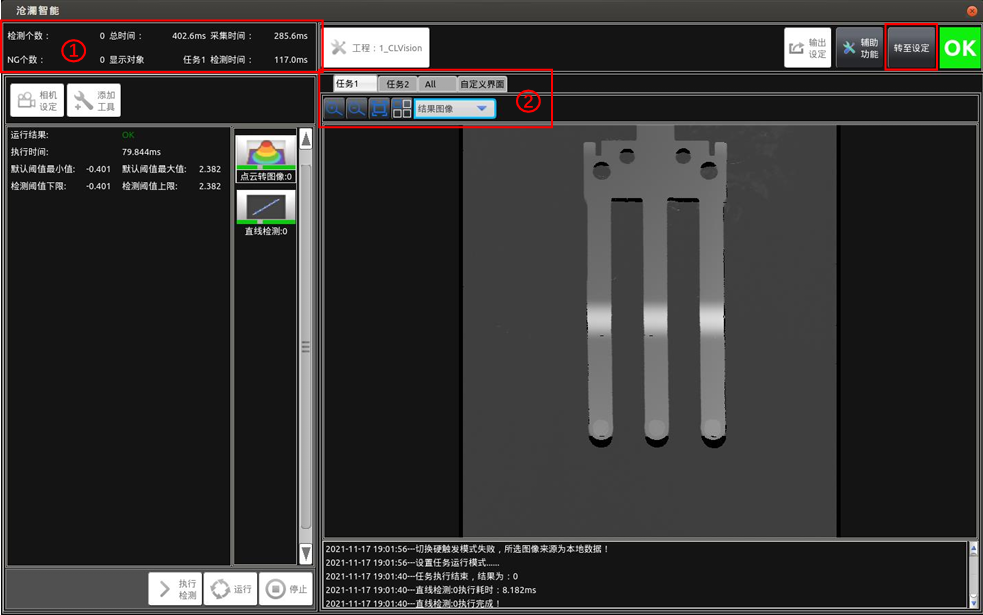 沧澜智能
检测个数： 0 总时间： 402.6ms 采集时间： 285.6ms
①
NG个数： 0 显示对象 任务1 检测时间： 117.0ms
工程：1_CLVision
输出设定
辅助功能
转至设定
OK
相机设定
添加工具
任务1 任务2 All 自定义界面
结果图像
②
运行结果: OK
执行时间: 79.844ms
默认阈值最小值: -0.401 默认阈值最大值: 2.382
检测阈值下限: -0.401 检测阈值上限: 2.382
点云转图像:0
直线检测:0
2021-11-17 19:01:56---切换硬触发模式失败，所选图像来源为本地数据！
2021-11-17 19:01:56---设置任务运行模式......
2021-11-17 19:01:40---任务执行结束，结果为：0
2021-11-17 19:01:40---直线检测:0执行耗时：8.182ms
2021-11-17 19:01:40---直线检测:0执行完成！
执行检测
运行
停止